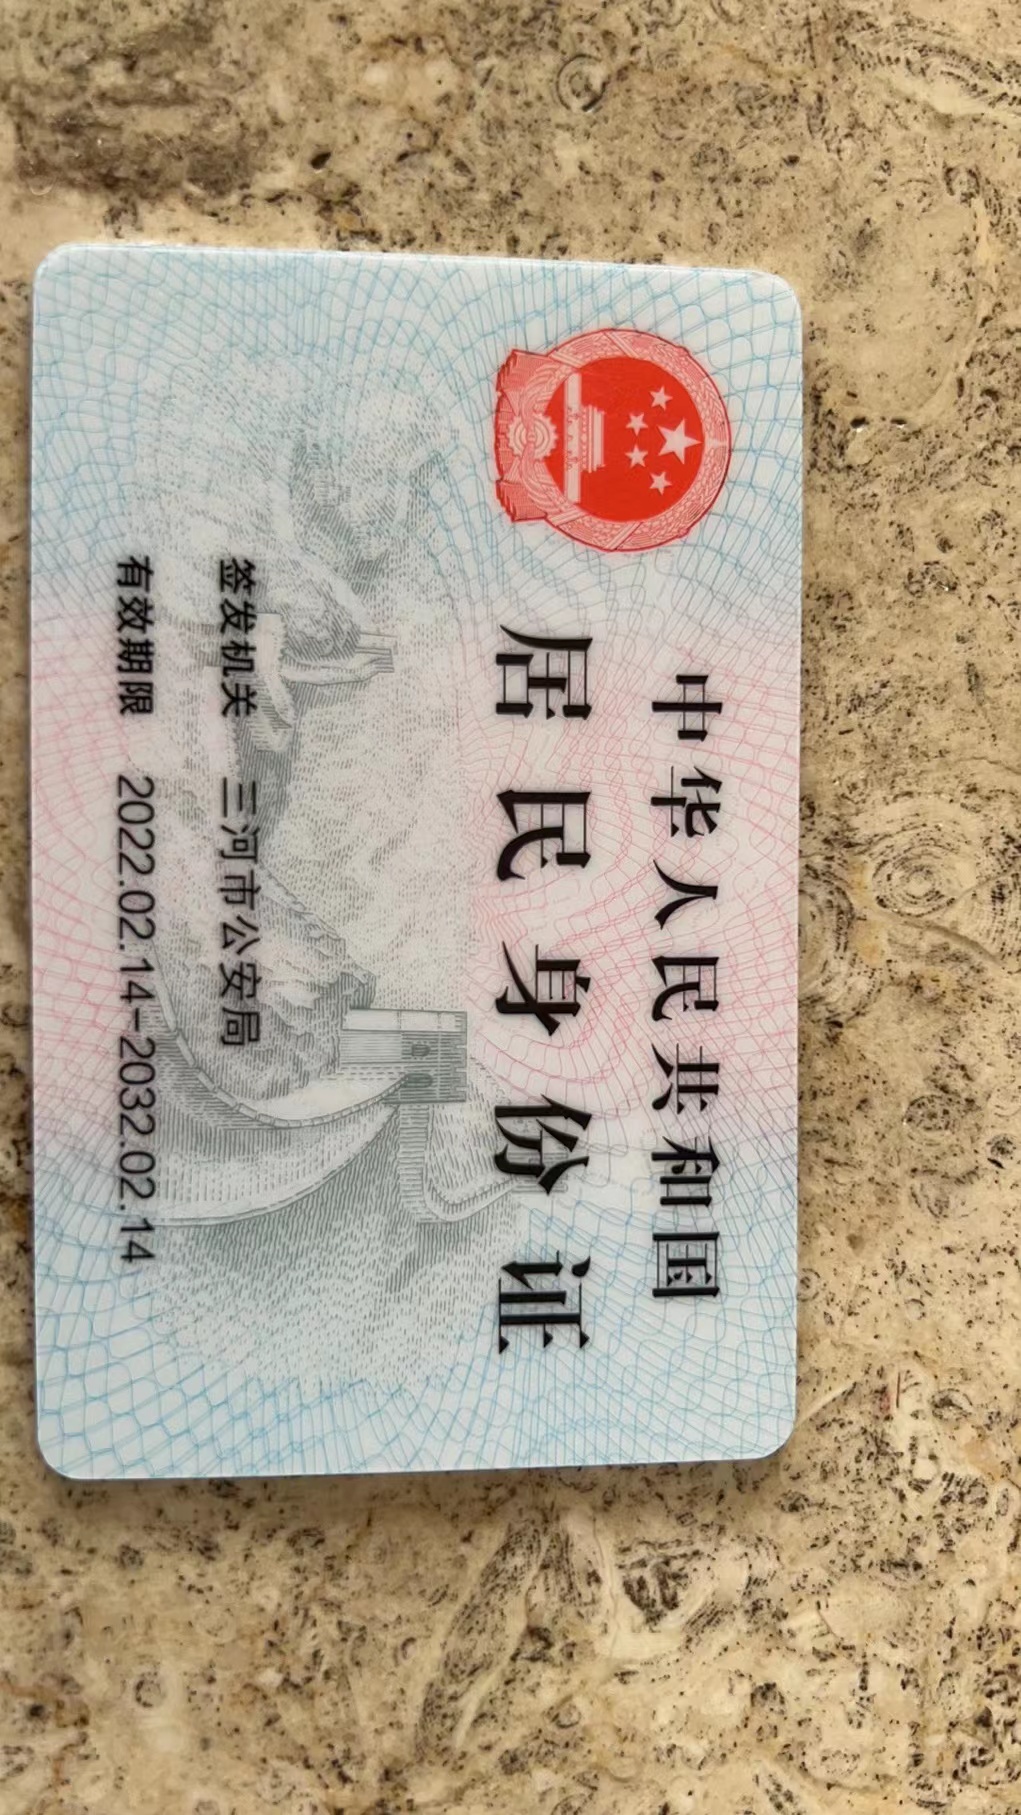 中华人民共和国
居民身份证
签发机关 三河市公安局
有效期限 2022.02.14-2032.02.14